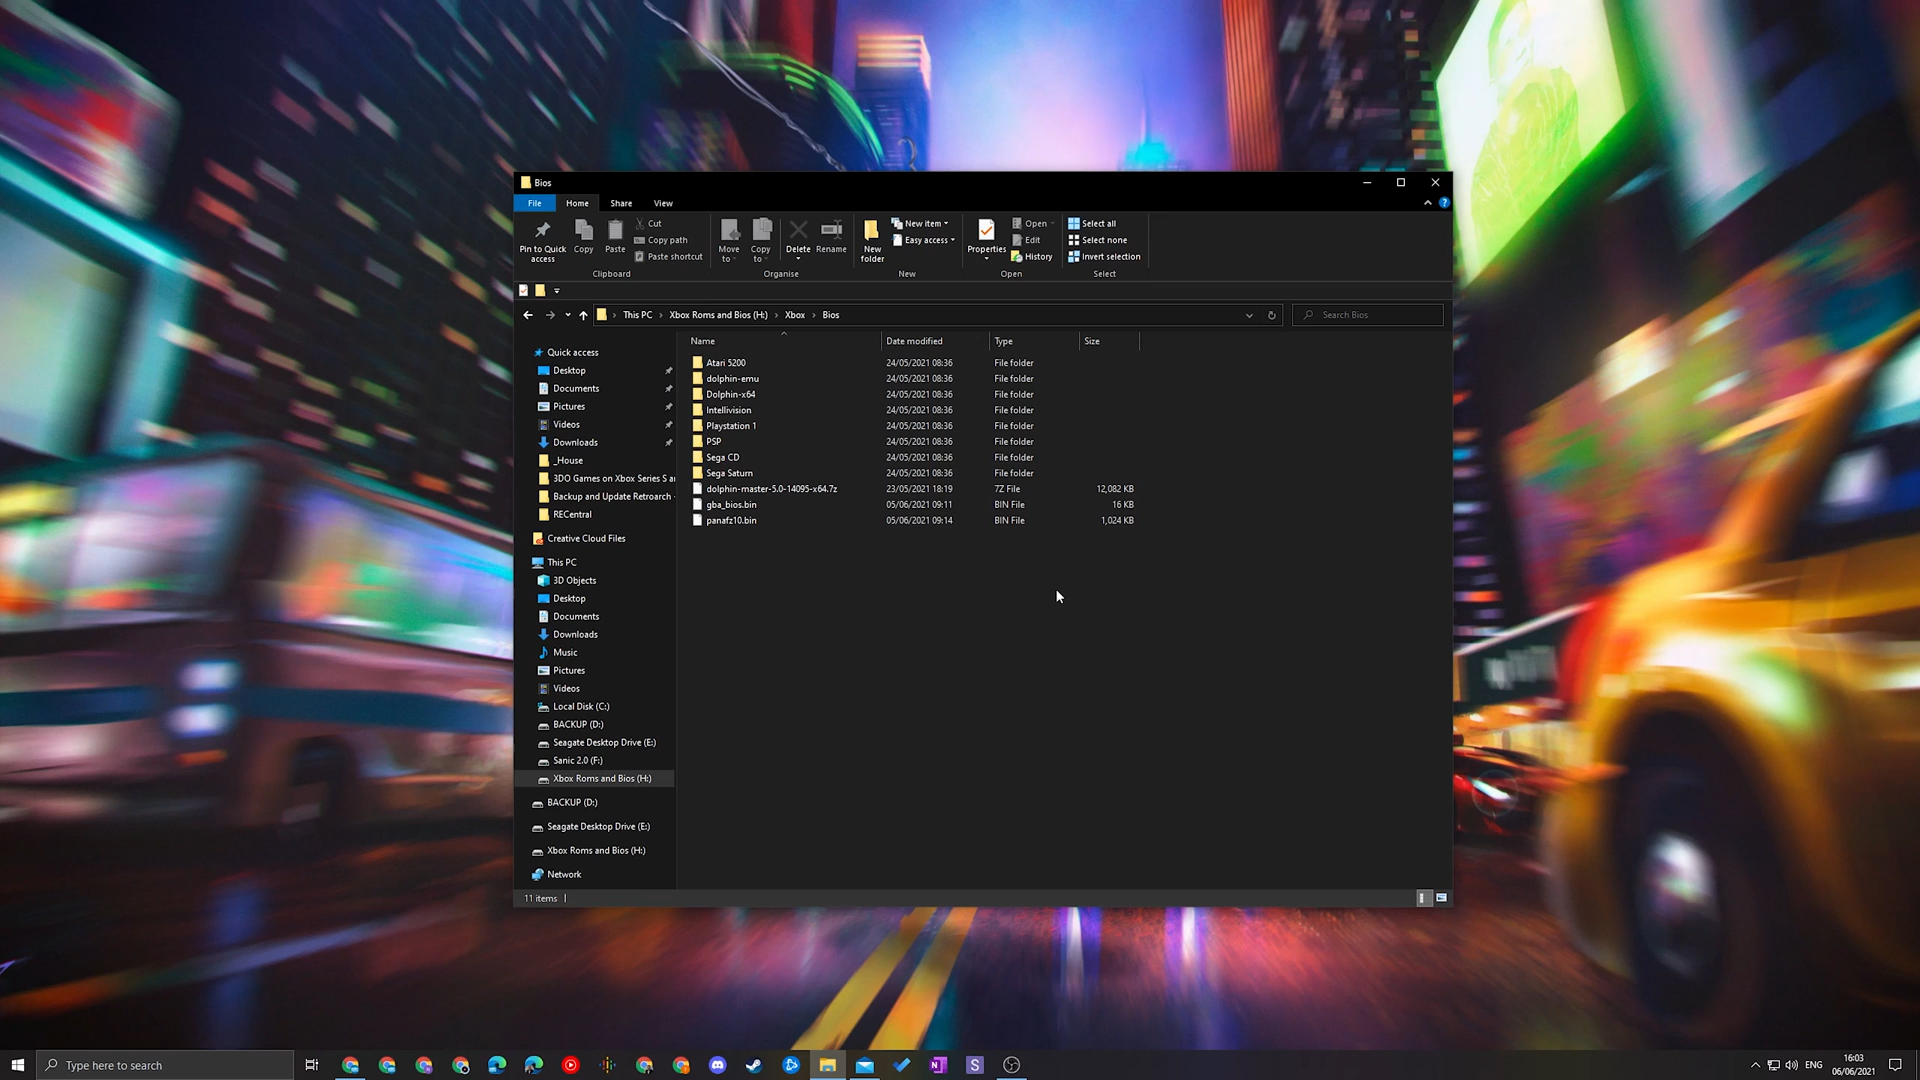 Bios
File Home Share View
Pin to Quick access
Copy
Paste
Cut
Copy path
Paste shortcut
Clipboard
Move to
Copy to
Delete
Rename
Organise
New folder
New item
Easy access
New
Properties
Open
Edit
History
Open
Select all
Select none
Invert selection
Select
This PC Xbox Roms and Bios (H:) Xbox Bios
Search Bios
Name Date modified Type Size
Atari 5200 24/05/2021 08:36 File folder
dolphin-emu 24/05/2021 08:36 File folder
Dolphin-x64 24/05/2021 08:36 File folder
Intellivision 24/05/2021 08:36 File folder
Playstation 1 24/05/2021 08:36 File folder
PSP 24/05/2021 08:36 File folder
Sega CD 24/05/2021 08:36 File folder
Sega Saturn 24/05/2021 08:36 File folder
dolphin-master-5.0-14095-x64.7z 23/05/2021 18:19 7Z File 12,082 KB
gba_bios.bin 05/06/2021 09:11 BIN File 16 KB
panafz10.bin 05/06/2021 09:14 BIN File 1,024 KB
Quick access
Desktop
Documents
Pictures
Videos
Downloads
_House
3DO Games on Xbox Series S ar
Backup and Update Retroarch -
RECentral
Creative Cloud Files
This PC
3D Objects
Desktop
Documents
Downloads
Music
Pictures
Videos
Local Disk (C:)
BACKUP (D:)
Seagate Desktop Drive (E:)
Sanic 2.0 (F:)
Xbox Roms and Bios (H:)
BACKUP (D:)
Seagate Desktop Drive (E:)
Xbox Roms and Bios (H:)
Network
11 items
Type here to search
ENG
16:03
06/06/2021